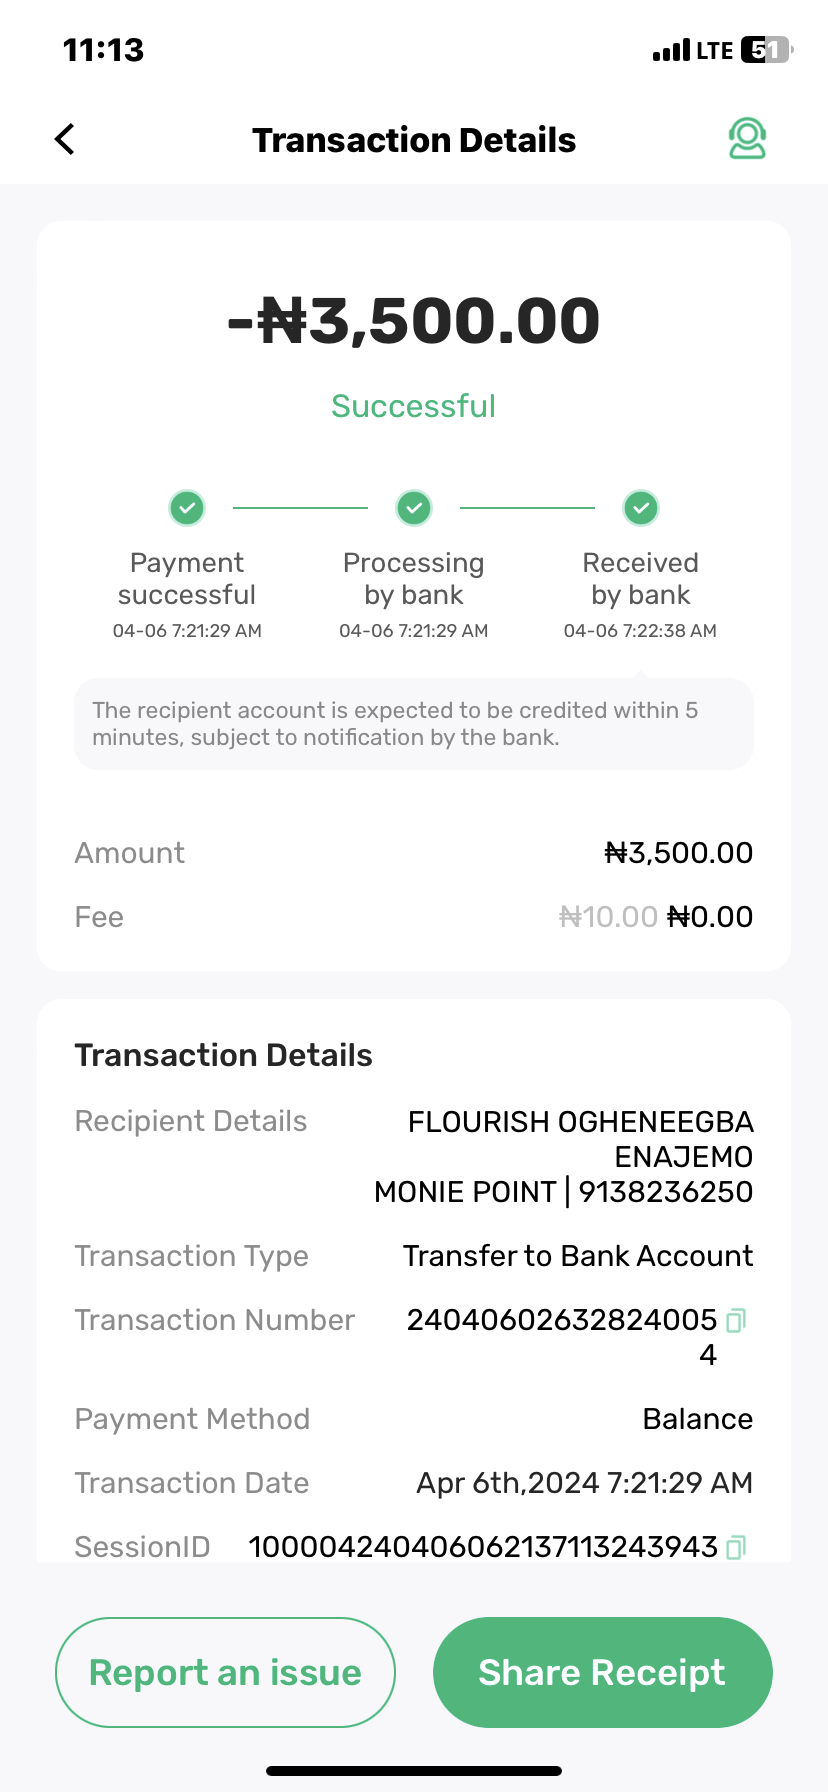 11:13 LTE 51
Transaction Details
-₦3,500.00
Successful
Payment successful
04-06 7:21:29 AM
Processing by bank
04-06 7:21:29 AM
Received by bank
04-06 7:22:38 AM
The recipient account is expected to be credited within 5
minutes, subject to notification by the bank.
Amount ₦3,500.00
Fee ₦10.00 ₦0.00
Transaction Details
Recipient Details FLOURISH OGHENEEGBA
ENAJEMO
MONIE POINT | 9138236250
Transaction Type Transfer to Bank Account
Transaction Number 24040602632824005
4
Payment Method Balance
Transaction Date Apr 6th,2024 7:21:29 AM
SessionID 100004240406062137113243943
Report an issue Share Receipt